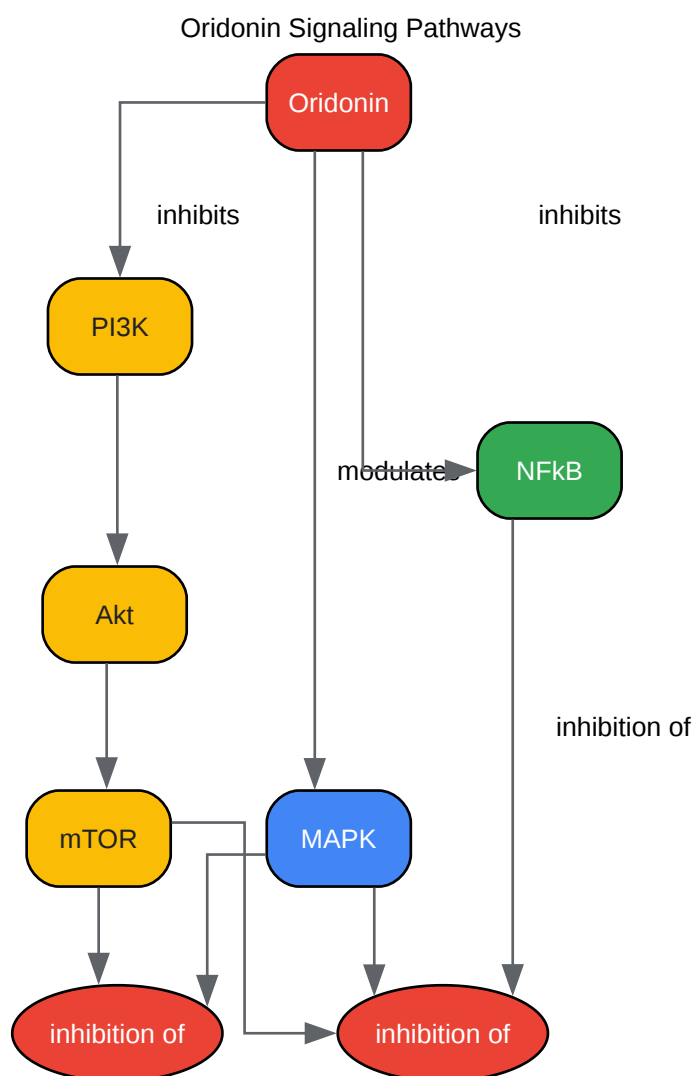 Oridonin Signaling Pathways
Oridonin
inhibits
inhibits
PI3K
modulates
NFkB
Akt
inhibition of
mTOR
MAPK
inhibition of
inhibition of